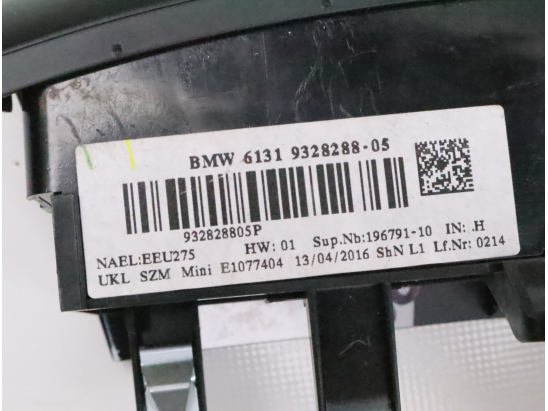 BMW 6131 9328288-05
932828805P
NAEL:EEU275 HW: 01 Sup.Nb:196791-10 IN: .H
UKL SZM Mini E1077404 13/04/2016 ShN L1 Lf.Nr: 0214